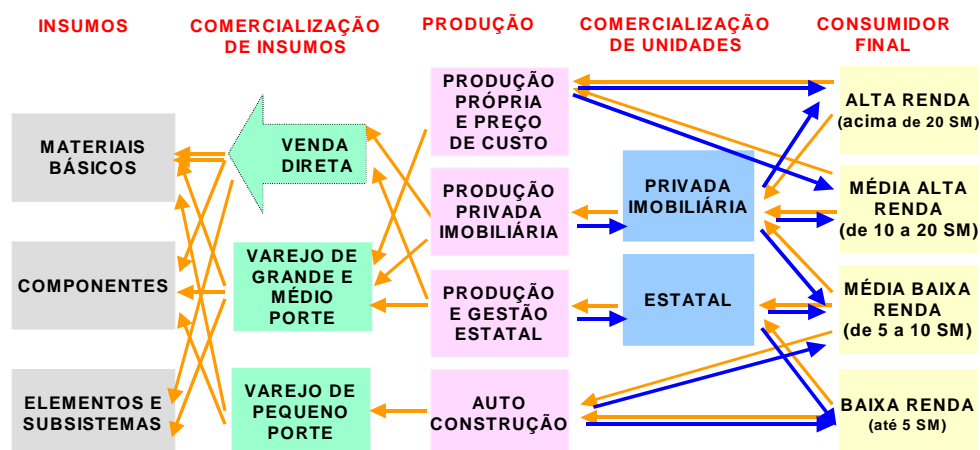 INSUMOS
COMERCIALIZAÇÃO
DE INSUMOS
PRODUÇÃO
COMERCIALIZAÇÃO
DE UNIDADES
CONSUMIDOR
FINAL
MATERIAIS
BÁSICOS
COMPONENTES
ELEMENTOS E
SUBSISTEMAS
VENDA
DIRETA
VAREJO DE
GRANDE E
MÉDIO
PORTE
VAREJO DE
PEQUENO
PORTE
PRODUÇÃO
PRÓPRIA
E PREÇO
DE CUSTO
PRODUÇÃO
PRIVADA
IMOBILIÁRIA
PRODUÇÃO
E GESTÃO
ESTATAL
AUTO
CONSTRUÇÃO
PRIVADA
IMOBILIÁRIA
ESTATAL
ALTA RENDA
(acima de 20 SM)
MÉDIA ALTA
RENDA
(de 10 a 20 SM)
MÉDIA BAIXA
RENDA
(de 5 a 10 SM)
BAIXA RENDA
(até 5 SM)